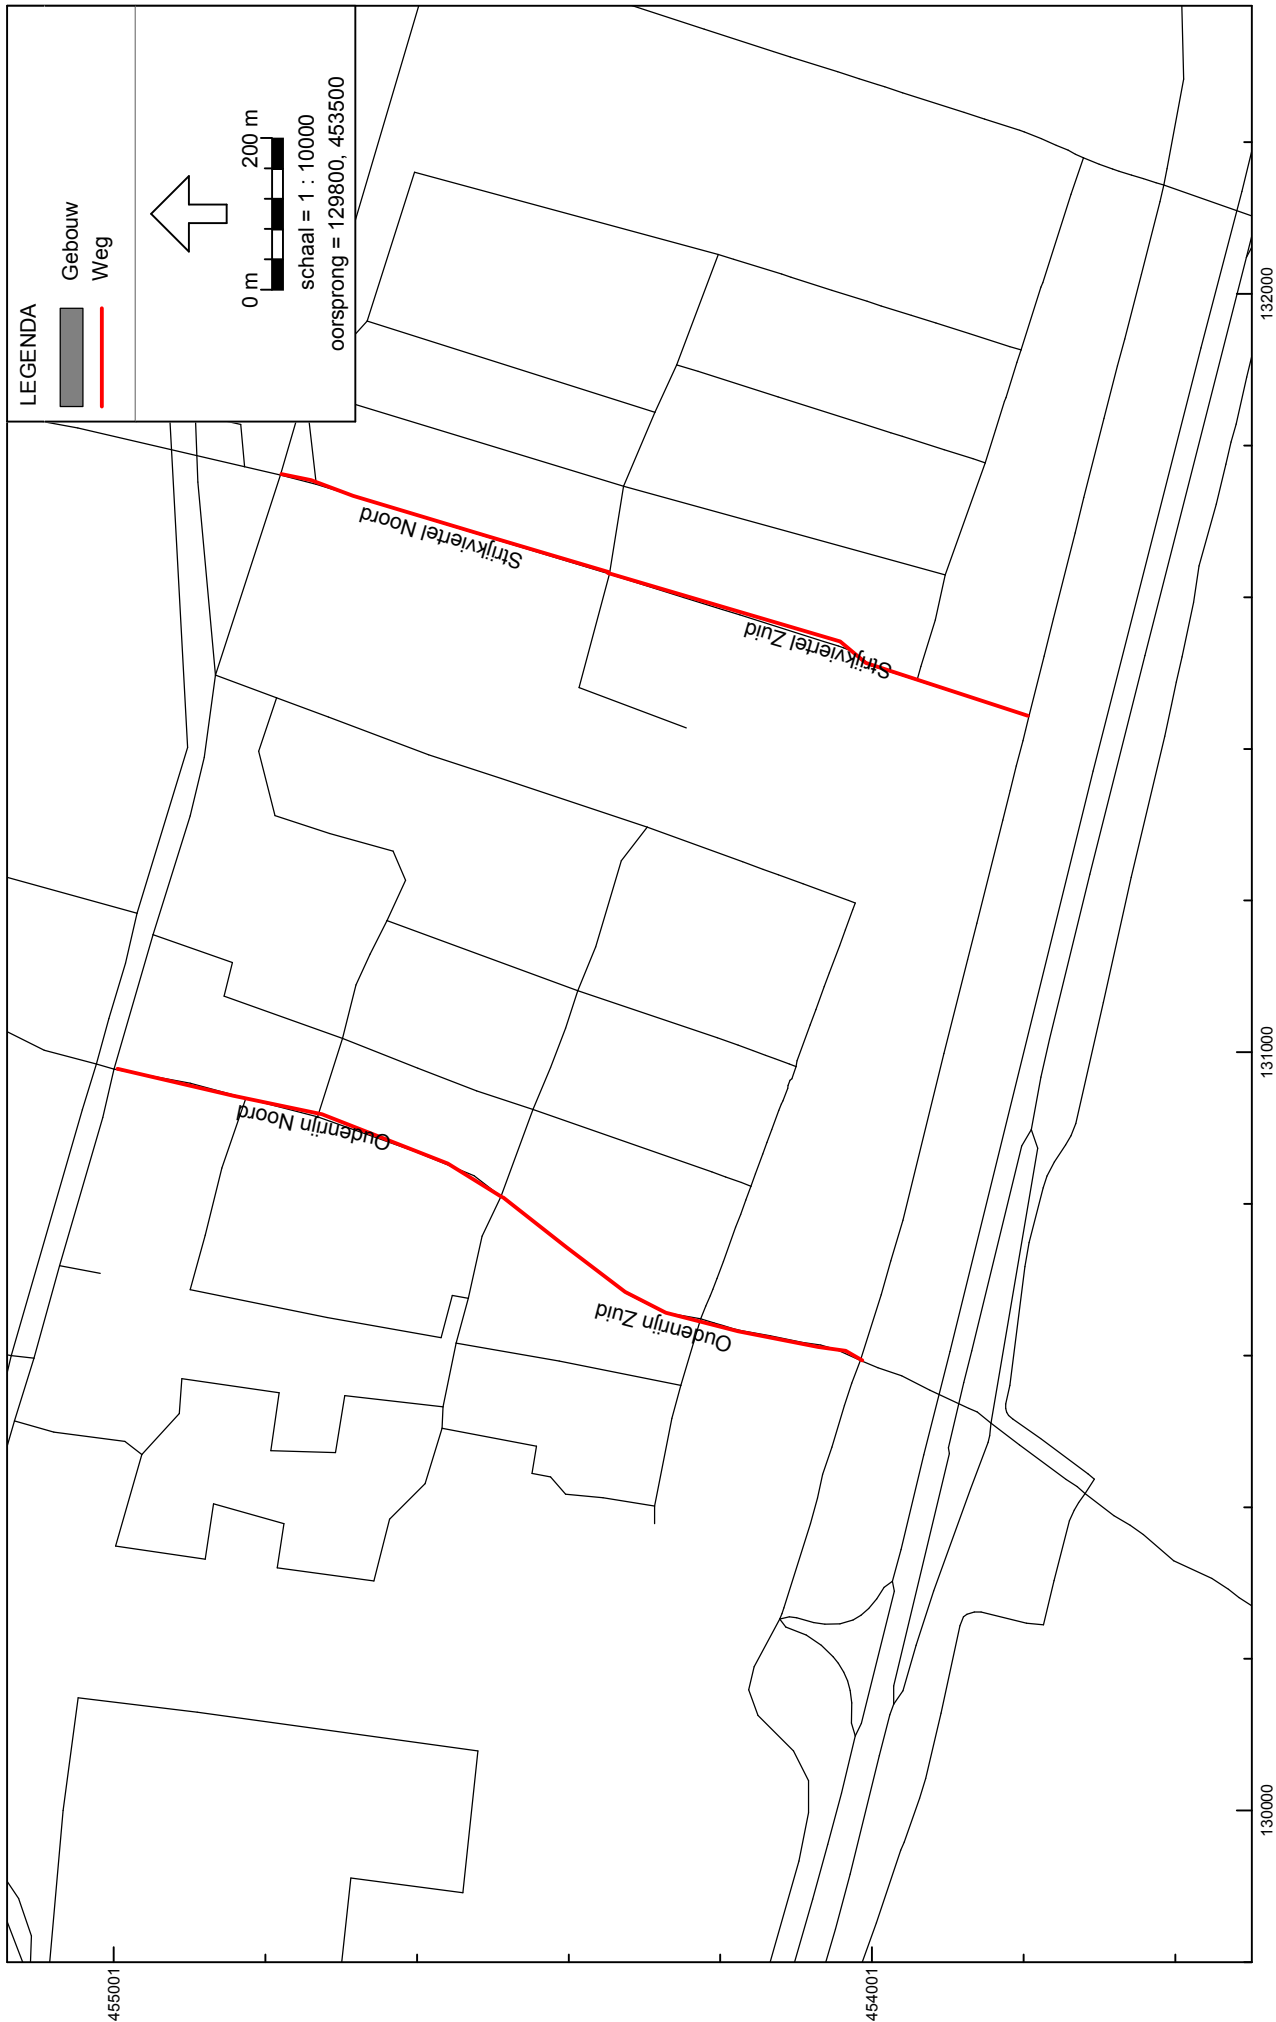 LEGENDA
Gebouw
Weg
0 m 200 m
schaal = 1 : 10000
oorsprong = 129800, 453500
Strijkviertel Noord
Strijkviertel Zuid
Oudenrijn Noord
Oudenrijn Zuid
455001
454001
130000
131000
132000